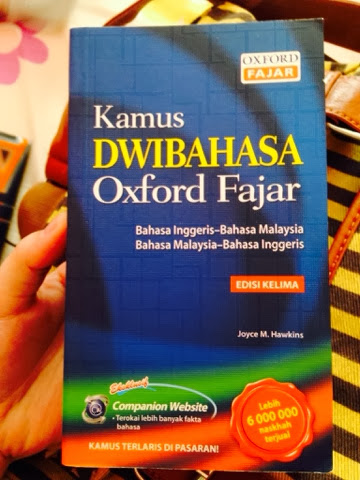 OXFORD
FAJAR
Kamus
DWIBAHASA
Oxford Fajar
Bahasa Inggeris–Bahasa Malaysia
Bahasa Malaysia–Bahasa Inggeris
EDISI KELIMA
Joyce M. Hawkins
Eksklusif
Companion Website
• Terokai lebih banyak fakta
bahasa
Lebih
6 000 000
naskhah
terjual
KAMUS TERLARIS DI PASARAN!